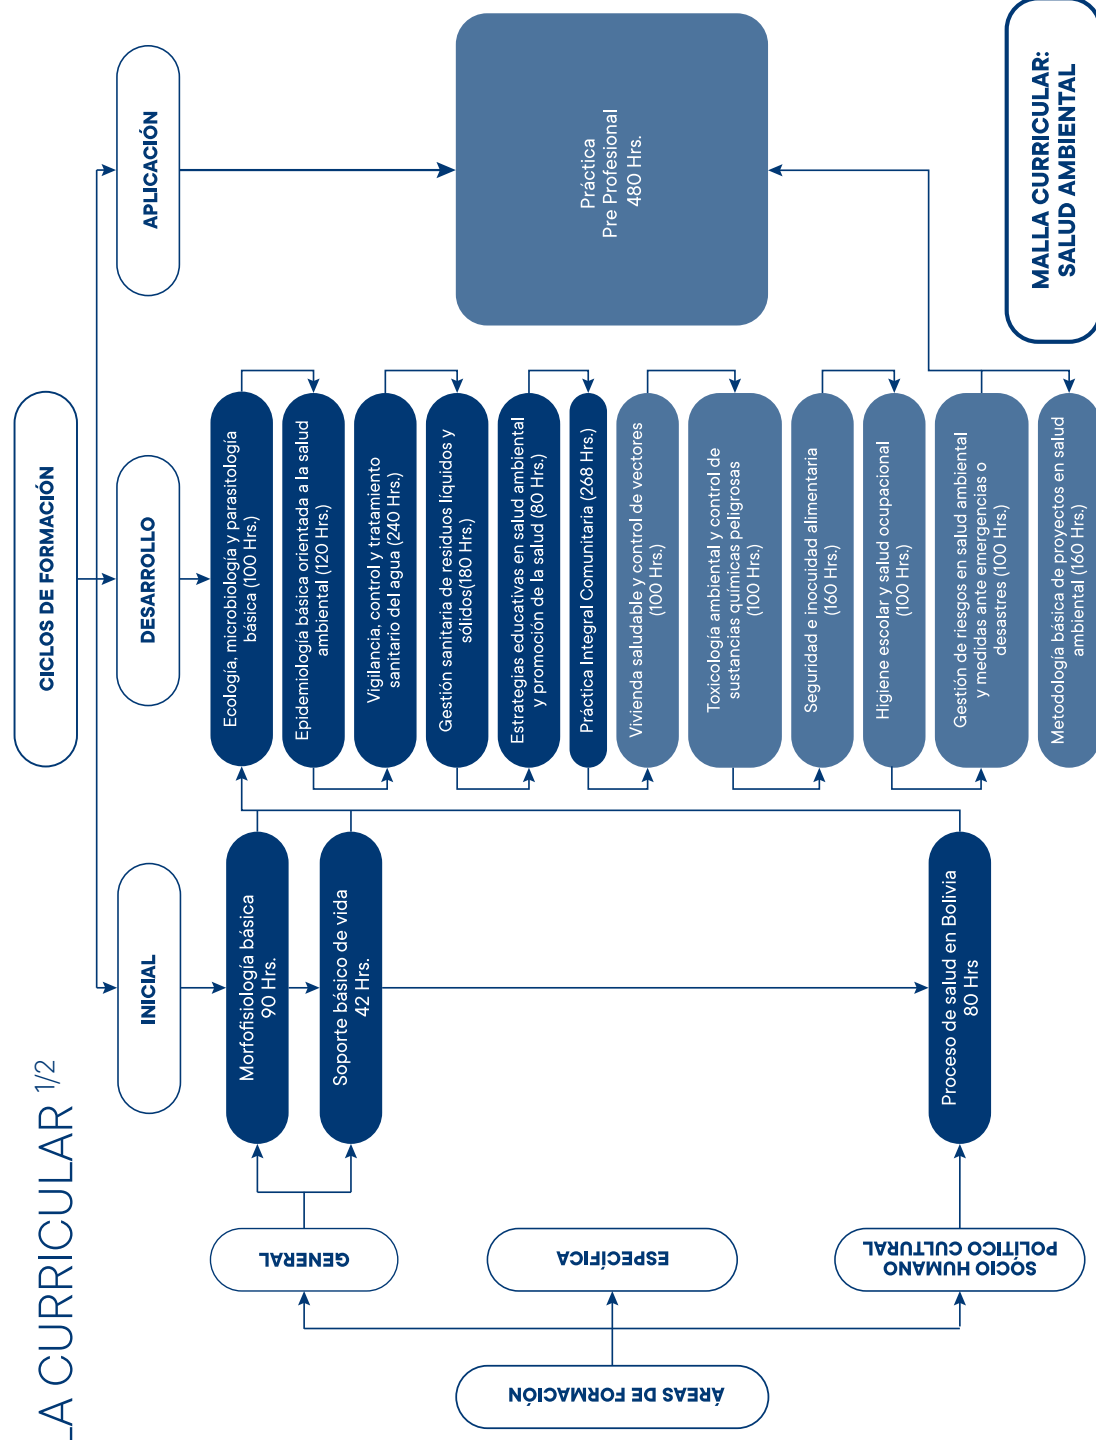 LA CURRICULAR 1/2
CICLOS DE FORMACIÓN
INICIAL
DESARROLLO
APLICACIÓN
ÁREAS DE FORMACIÓN
GENERAL
ESPECÍFICA
SOCIO HUMANO
POLÍTICO CULTURAL
Morfofisiología básica
90 Hrs.
Soporte básico de vida
42 Hrs.
Proceso de salud en Bolivia
80 Hrs
Ecología, microbiología y parasitología
básica (100 Hrs.)
Epidemiología básica orientada a la salud
ambiental (120 Hrs.)
Vigilancia, control y tratamiento
sanitario del agua (240 Hrs.)
Gestión sanitaria de residuos líquidos y
sólidos(180 Hrs.)
Estrategias educativas en salud ambiental
y promoción de la salud (80 Hrs.)
Práctica Integral Comunitaria (268 Hrs.)
Vivienda saludable y control de vectores
(100 Hrs.)
Toxicología ambiental y control de
sustancias químicas peligrosas
(100 Hrs.)
Seguridad e inocuidad alimentaria
(160 Hrs.)
Higiene escolar y salud ocupacional
(100 Hrs.)
Gestión de riesgos en salud ambiental
y medidas ante emergencias o
desastres (100 Hrs.)
Metodología básica de proyectos en salud
ambiental (160 Hrs.)
Práctica
Pre Profesional
480 Hrs.
MALLA CURRICULAR:
SALUD AMBIENTAL